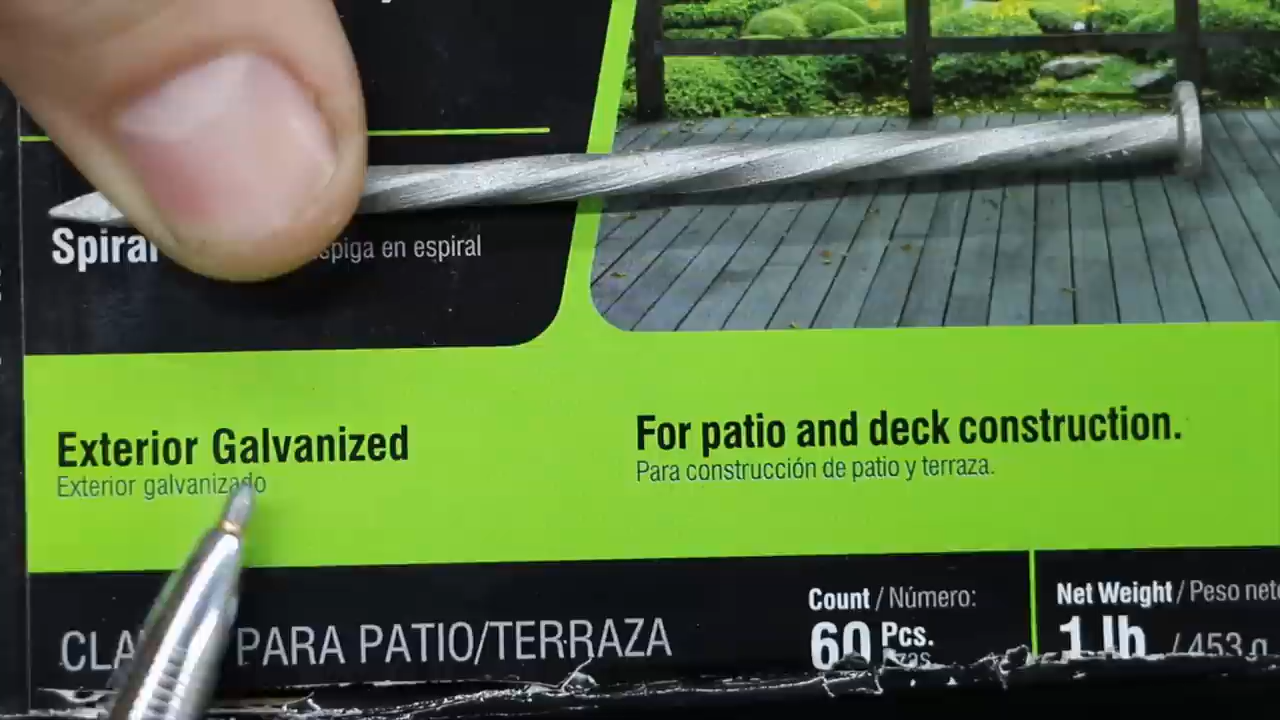 Spiral spiga en espiral
Exterior Galvanized
Exterior galvanizado
For patio and deck construction.
Para construcción de patio y terraza.
PARA PATIO/TERRAZA
Count / Número:
60 Pcs.
Net Weight / Peso neto
1 lb / 453 g